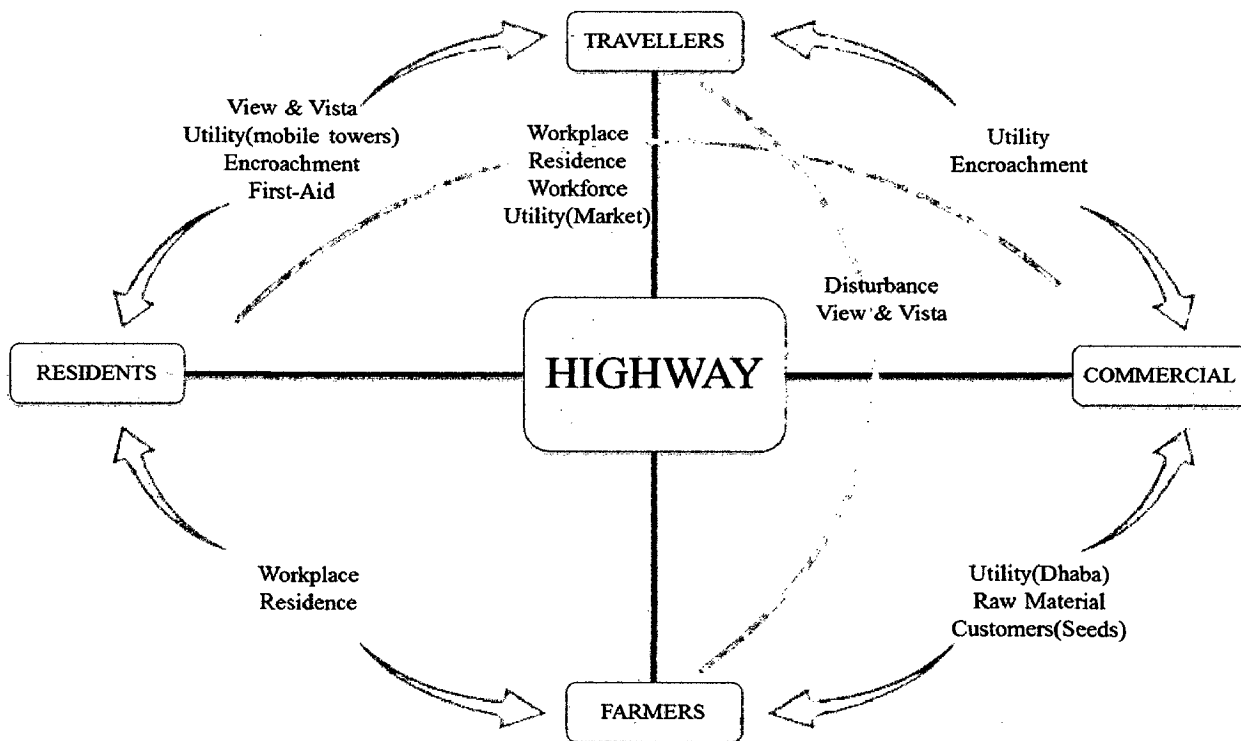 TRAVELLERS
View & Vista
Utility(mobile towers)
Encroachment
First-Aid
Workplace
Residence
Workforce
Utility(Market)
Utility
Encroachment
Disturbance
View & Vista
RESIDENTS
HIGHWAY
COMMERCIAL
Workplace
Residence
Utility(Dhaba)
Raw Material
Customers(Seeds)
FARMERS